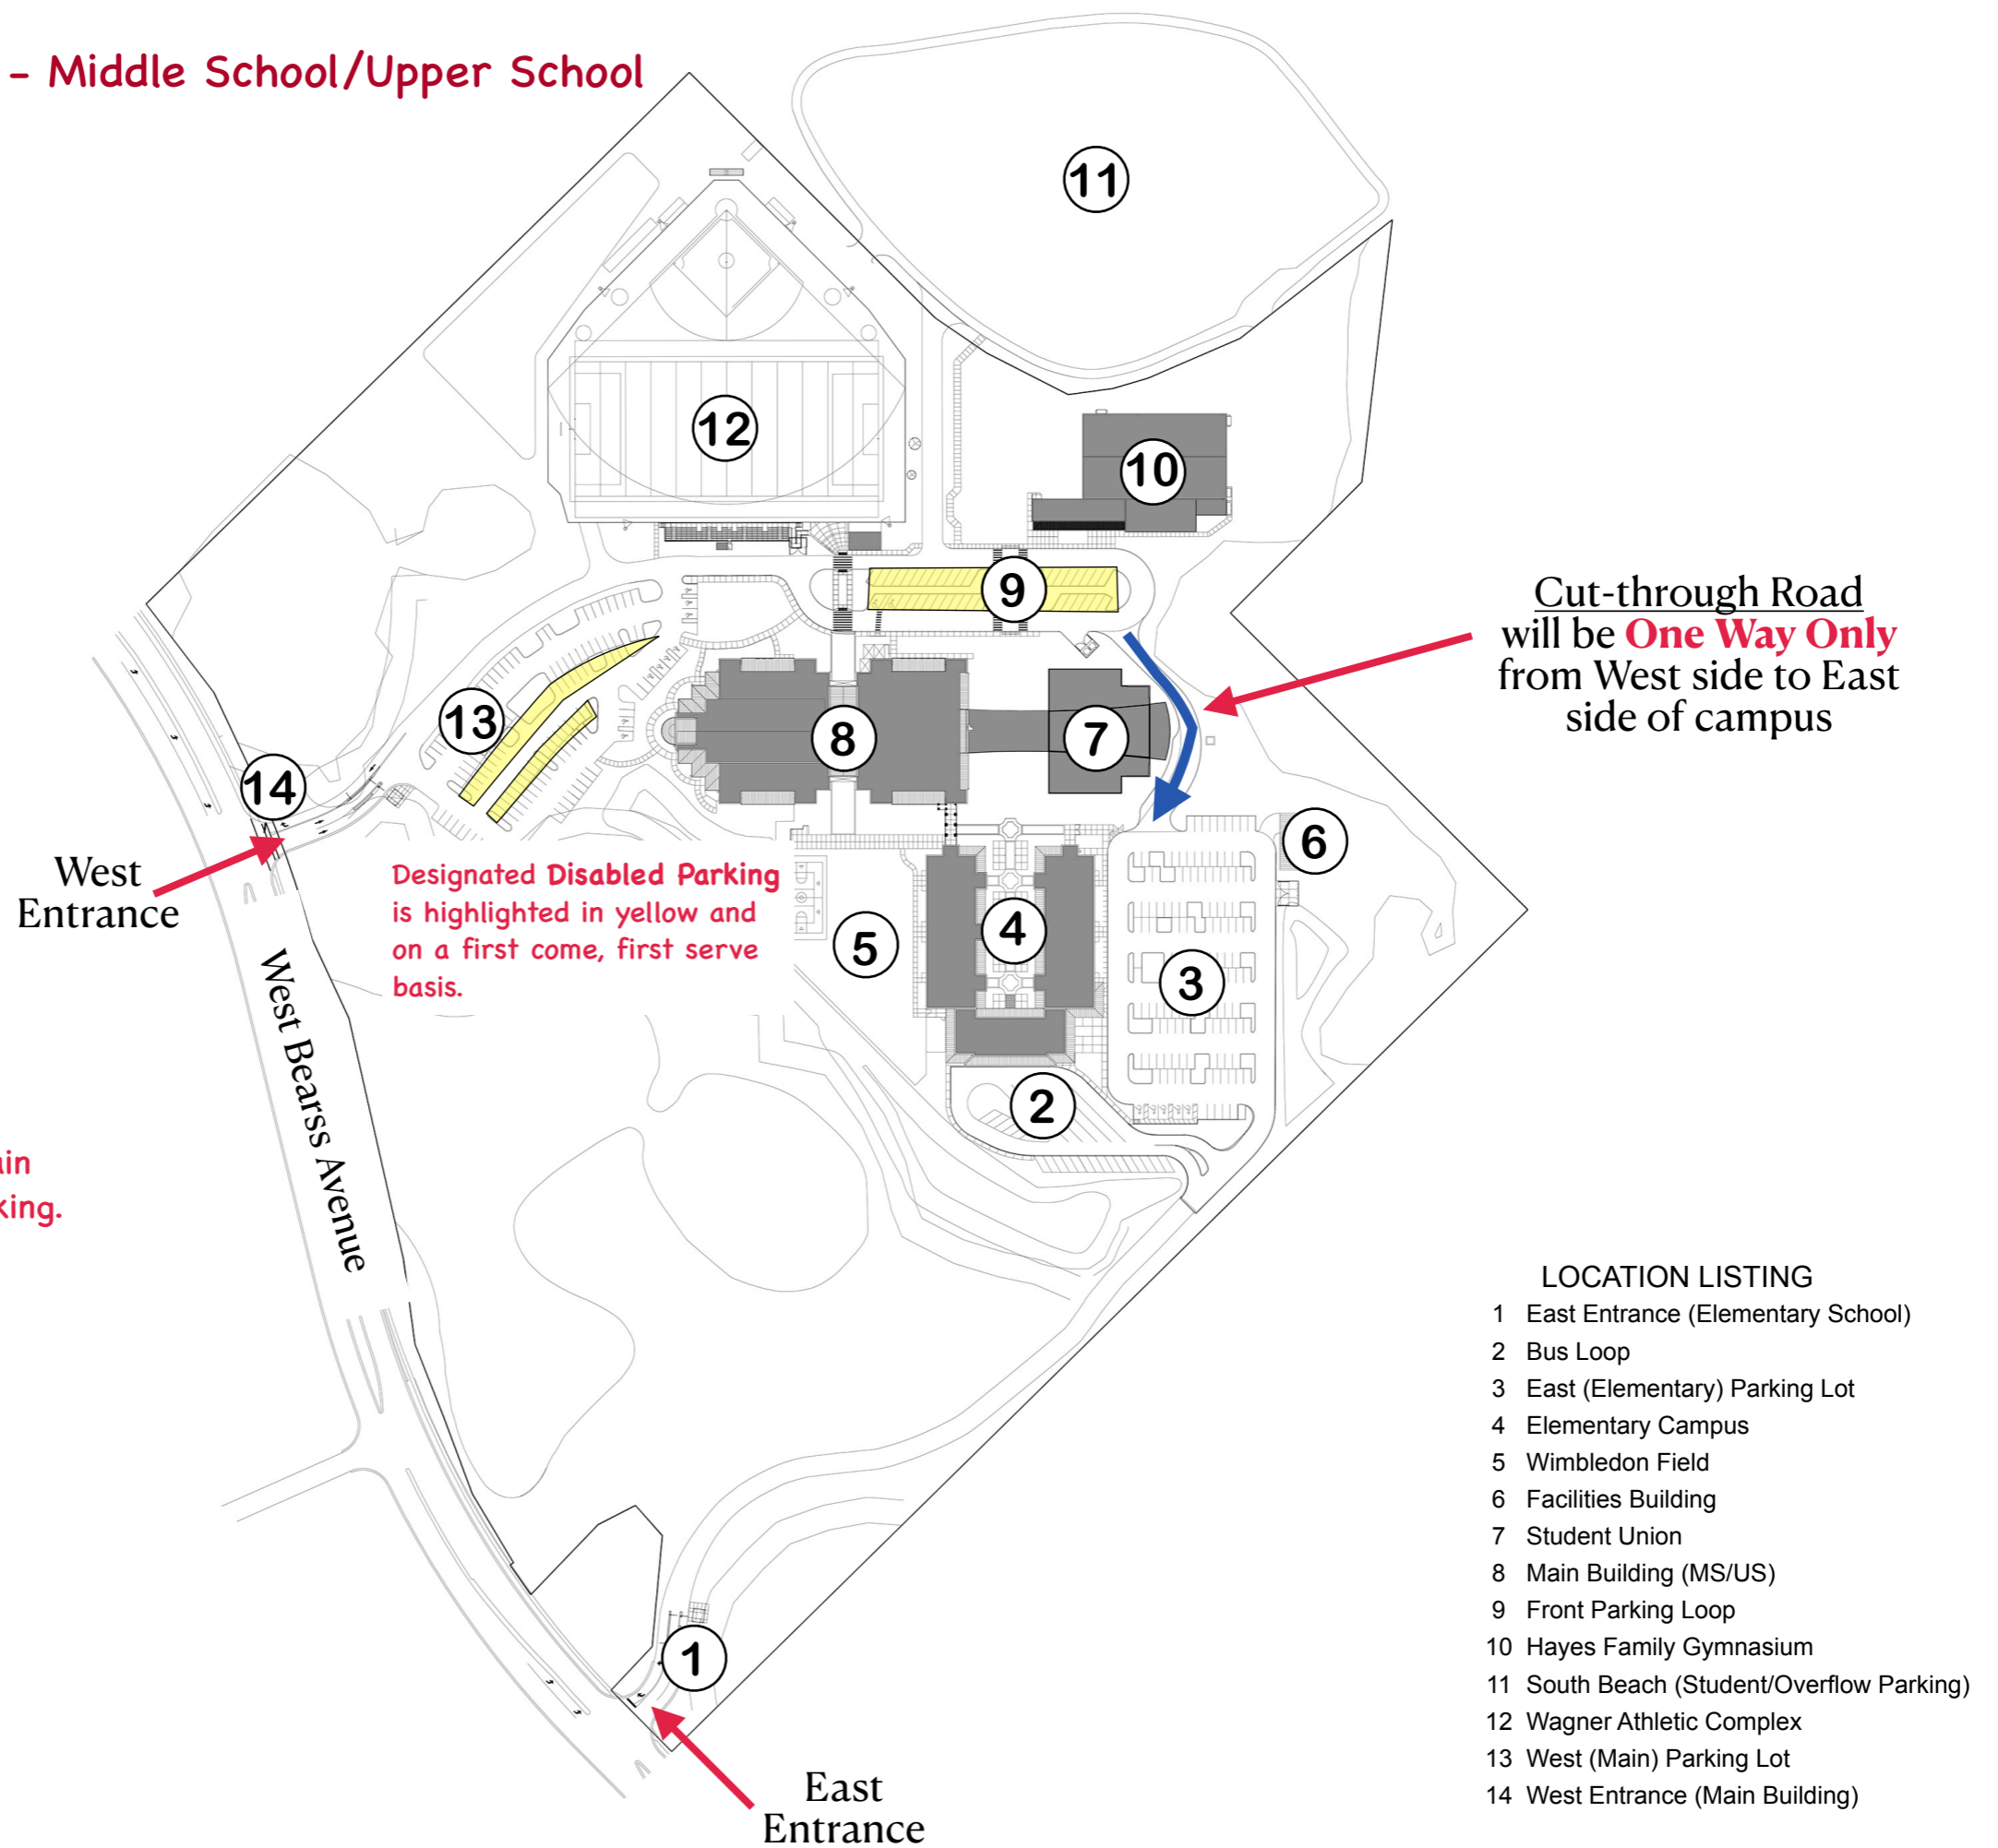 - Middle School/Upper School
11
12
10
9
Cut-through Road
will be One Way Only
from West side to East
side of campus
13
8
7
14
6
West
Entrance
Designated Disabled Parking
is highlighted in yellow and
on a first come, first serve
basis.
5
4
3
West Bearss Avenue
2
ain
king.
1
East
Entrance
LOCATION LISTING
1 East Entrance (Elementary School)
2 Bus Loop
3 East (Elementary) Parking Lot
4 Elementary Campus
5 Wimbledon Field
6 Facilities Building
7 Student Union
8 Main Building (MS/US)
9 Front Parking Loop
10 Hayes Family Gymnasium
11 South Beach (Student/Overflow Parking)
12 Wagner Athletic Complex
13 West (Main) Parking Lot
14 West Entrance (Main Building)